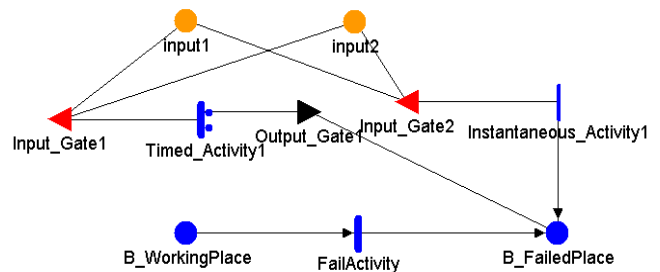 input1
input2
Input_Gate1
Timed_Activity1
Output_Gate1
Input_Gate2
Instantaneous_Activity1
B_WorkingPlace
FailActivity
B_FailedPlace